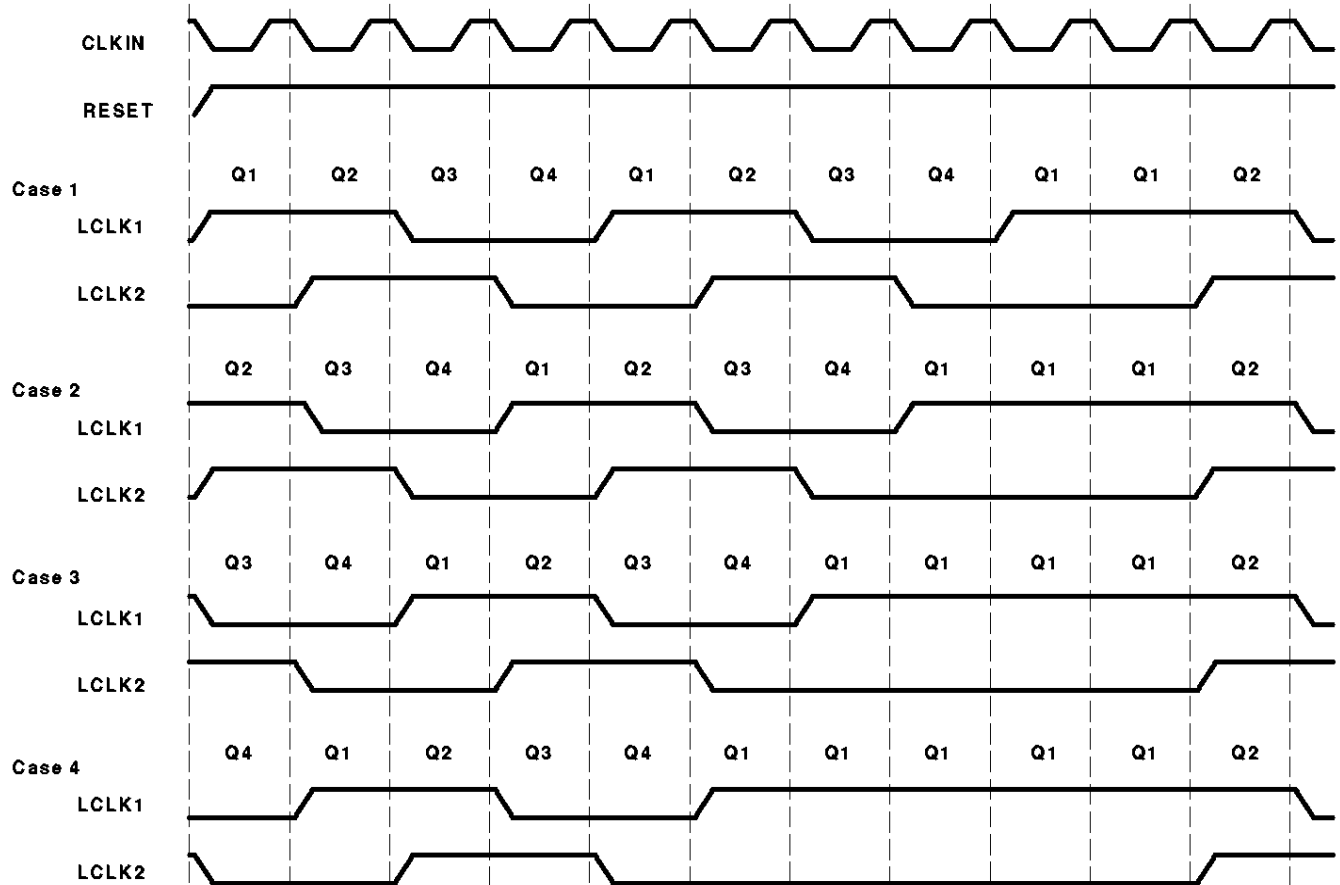 CLKIN
RESET
Q1 Q2 Q3 Q4 Q1 Q2 Q3 Q4 Q1 Q1 Q2
Case 1
LCLK1
LCLK2
Q2 Q3 Q4 Q1 Q2 Q3 Q4 Q1 Q1 Q1 Q2
Case 2
LCLK1
LCLK2
Q3 Q4 Q1 Q2 Q3 Q4 Q1 Q1 Q1 Q1 Q2
Case 3
LCLK1
LCLK2
Q4 Q1 Q2 Q3 Q4 Q1 Q1 Q1 Q1 Q1 Q2
Case 4
LCLK1
LCLK2